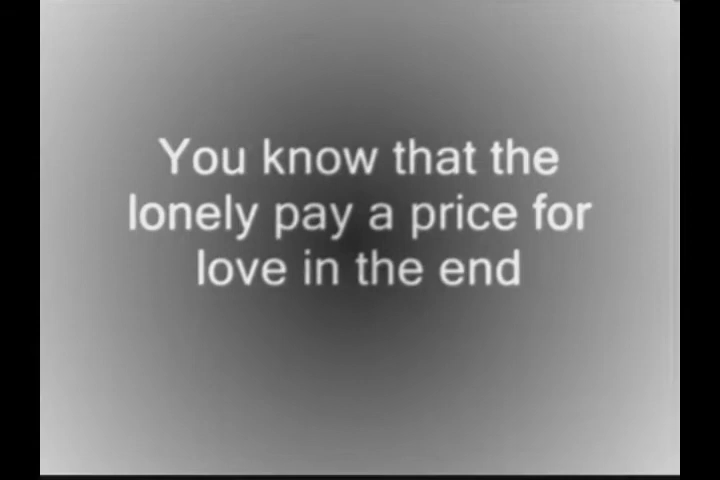 You know that the
lonely pay a price for
love in the end